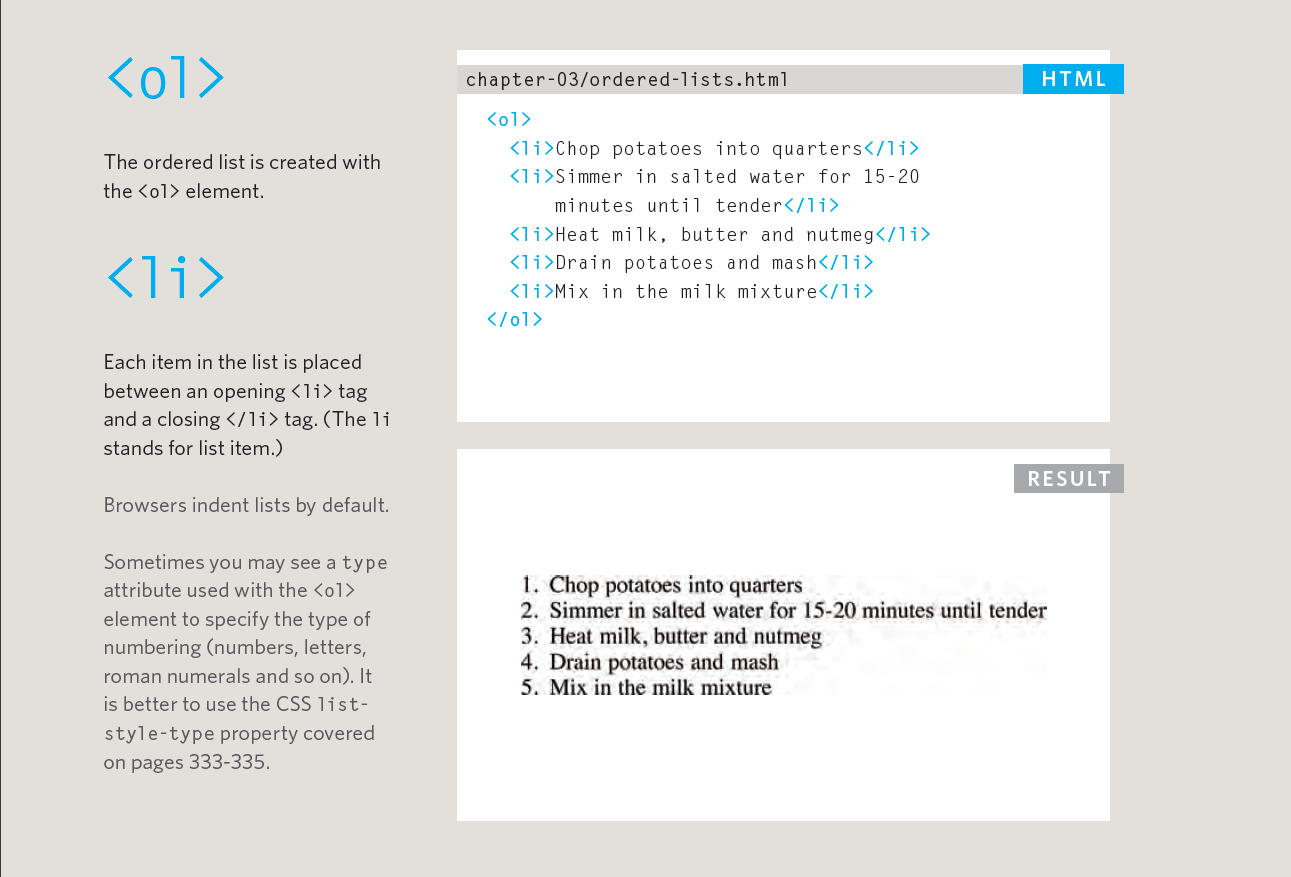 <ol>
The ordered list is created with
the <ol> element.
<li>
Each item in the list is placed
between an opening <li> tag
and a closing </li> tag. (The li
stands for list item.)
Browsers indent lists by default.
Sometimes you may see a type
attribute used with the <ol>
element to specify the type of
numbering (numbers, letters,
roman numerals and so on). It
is better to use the CSS list-
style-type property covered
on pages 333-335.
chapter-03/ordered-lists.html
HTML
<ol>
<li>Chop potatoes into quarters</li>
<li>Simmer in salted water for 15-20
minutes until tender</li>
<li>Heat milk, butter and nutmeg</li>
<li>Drain potatoes and mash</li>
<li>Mix in the milk mixture</li>
</ol>
RESULT
1. Chop potatoes into quarters
2. Simmer in salted water for 15-20 minutes until tender
3. Heat milk, butter and nutmeg
4. Drain potatoes and mash
5. Mix in the milk mixture